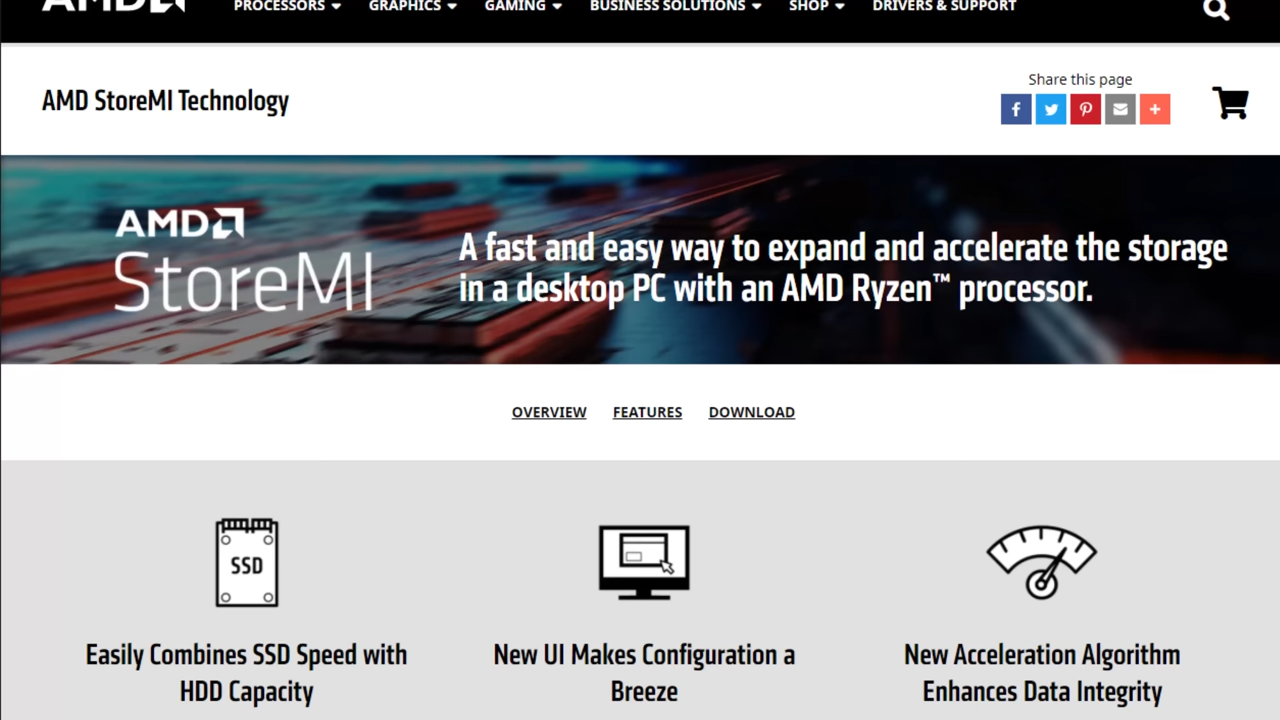 AMD
PROCESSORS GRAPHICS GAMING BUSINESS SOLUTIONS SHOP DRIVERS & SUPPORT
AMD StoreMI Technology
Share this page
AMD
StoreMI
A fast and easy way to expand and accelerate the storage
in a desktop PC with an AMD Ryzen™ processor.
OVERVIEW FEATURES DOWNLOAD
SSD
Easily Combines SSD Speed with
HDD Capacity
New UI Makes Configuration a
Breeze
New Acceleration Algorithm
Enhances Data Integrity